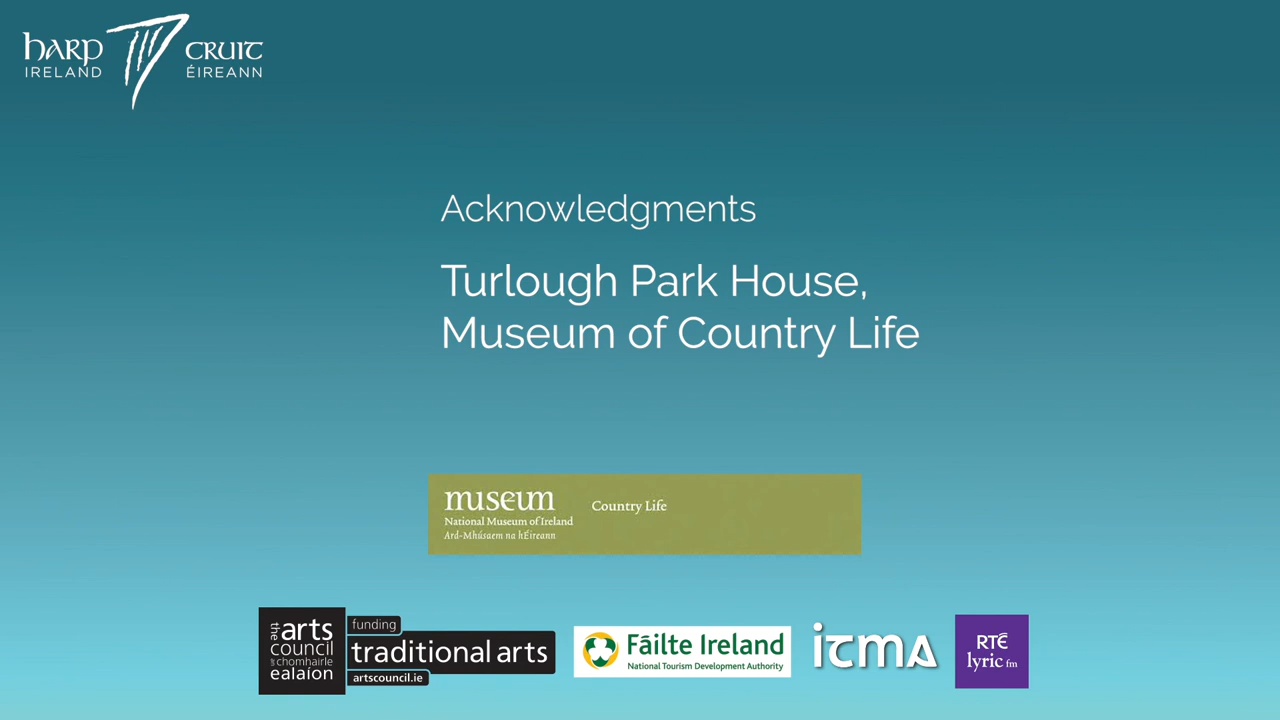 harp
IRELAND
cruit
ÉIREANN
Acknowledgments
Turlough Park House,
Museum of Country Life
museum
National Museum of Ireland
Ard-Mhúsaem na hÉireann
Country Life
the arts
council
an chomhairle
ealaíon
funding
traditional arts
artscouncil.ie
Fáilte Ireland
National Tourism Development Authority
itma
RTÉ
lyric fm